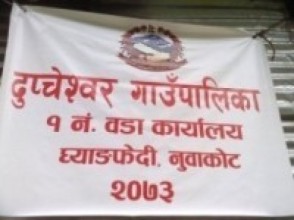 दुप्चेश्वर गाउँपालिका
१ नं. वडा कार्यालय
घ्याङफेदी, नुवाकोट
२०७३